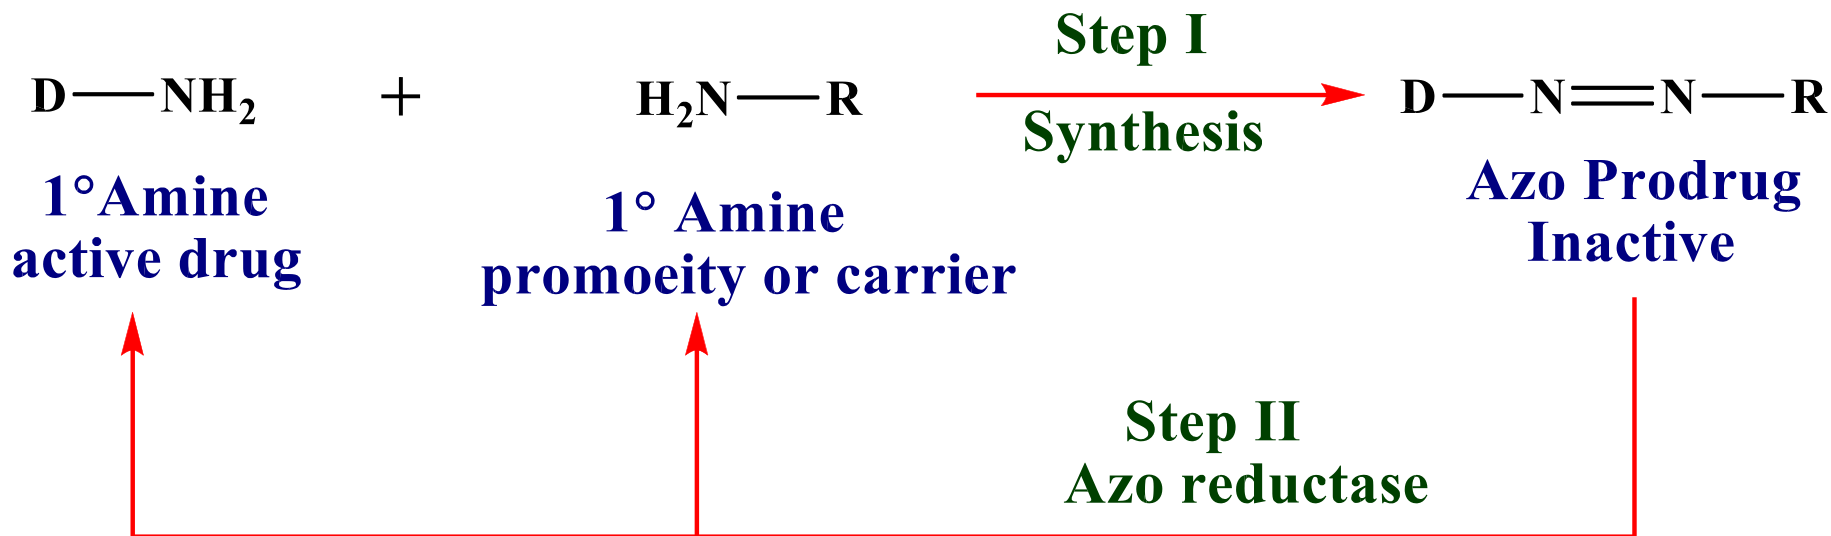 D—NH2 + H2N—R Step I D—N=N—R
Synthesis
1°Amine
active drug
1° Amine
promoeity or carrier
Azo Prodrug
Inactive
Step II
Azo reductase